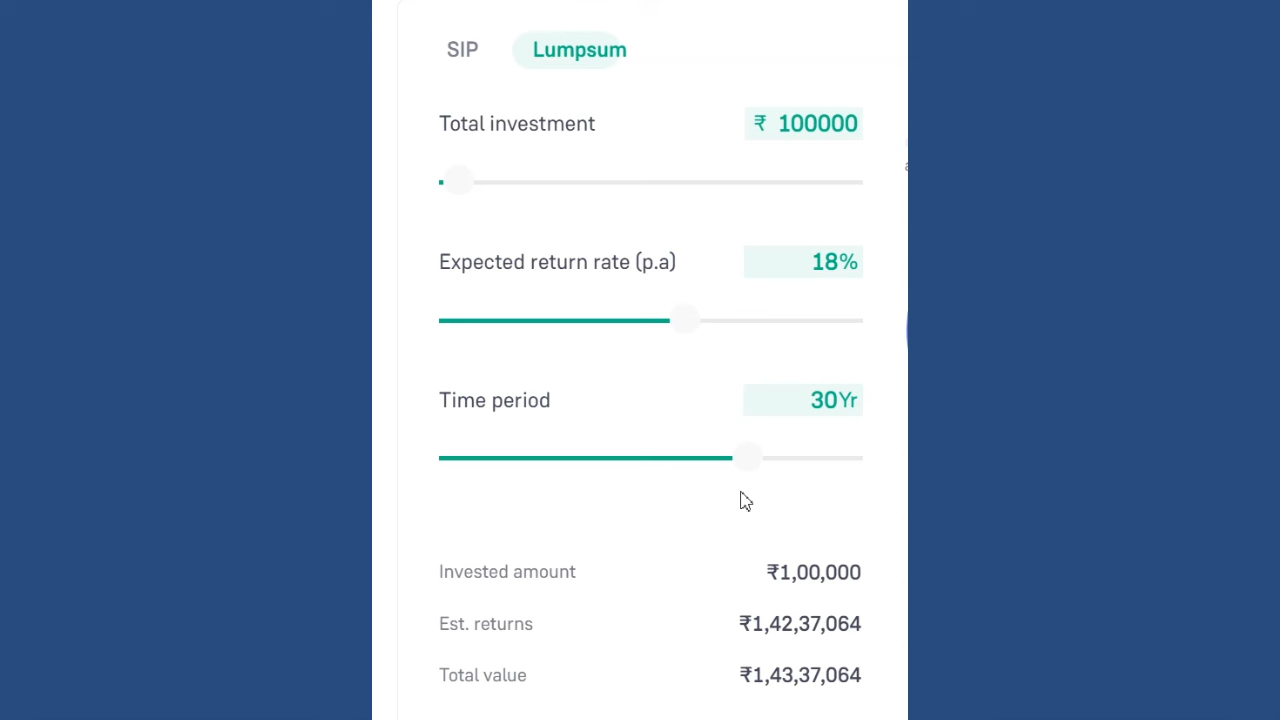 SIP Lumpsum
Total investment ₹ 100000
Expected return rate (p.a) 18%
Time period 30Yr
Invested amount ₹1,00,000
Est. returns ₹1,42,37,064
Total value ₹1,43,37,064